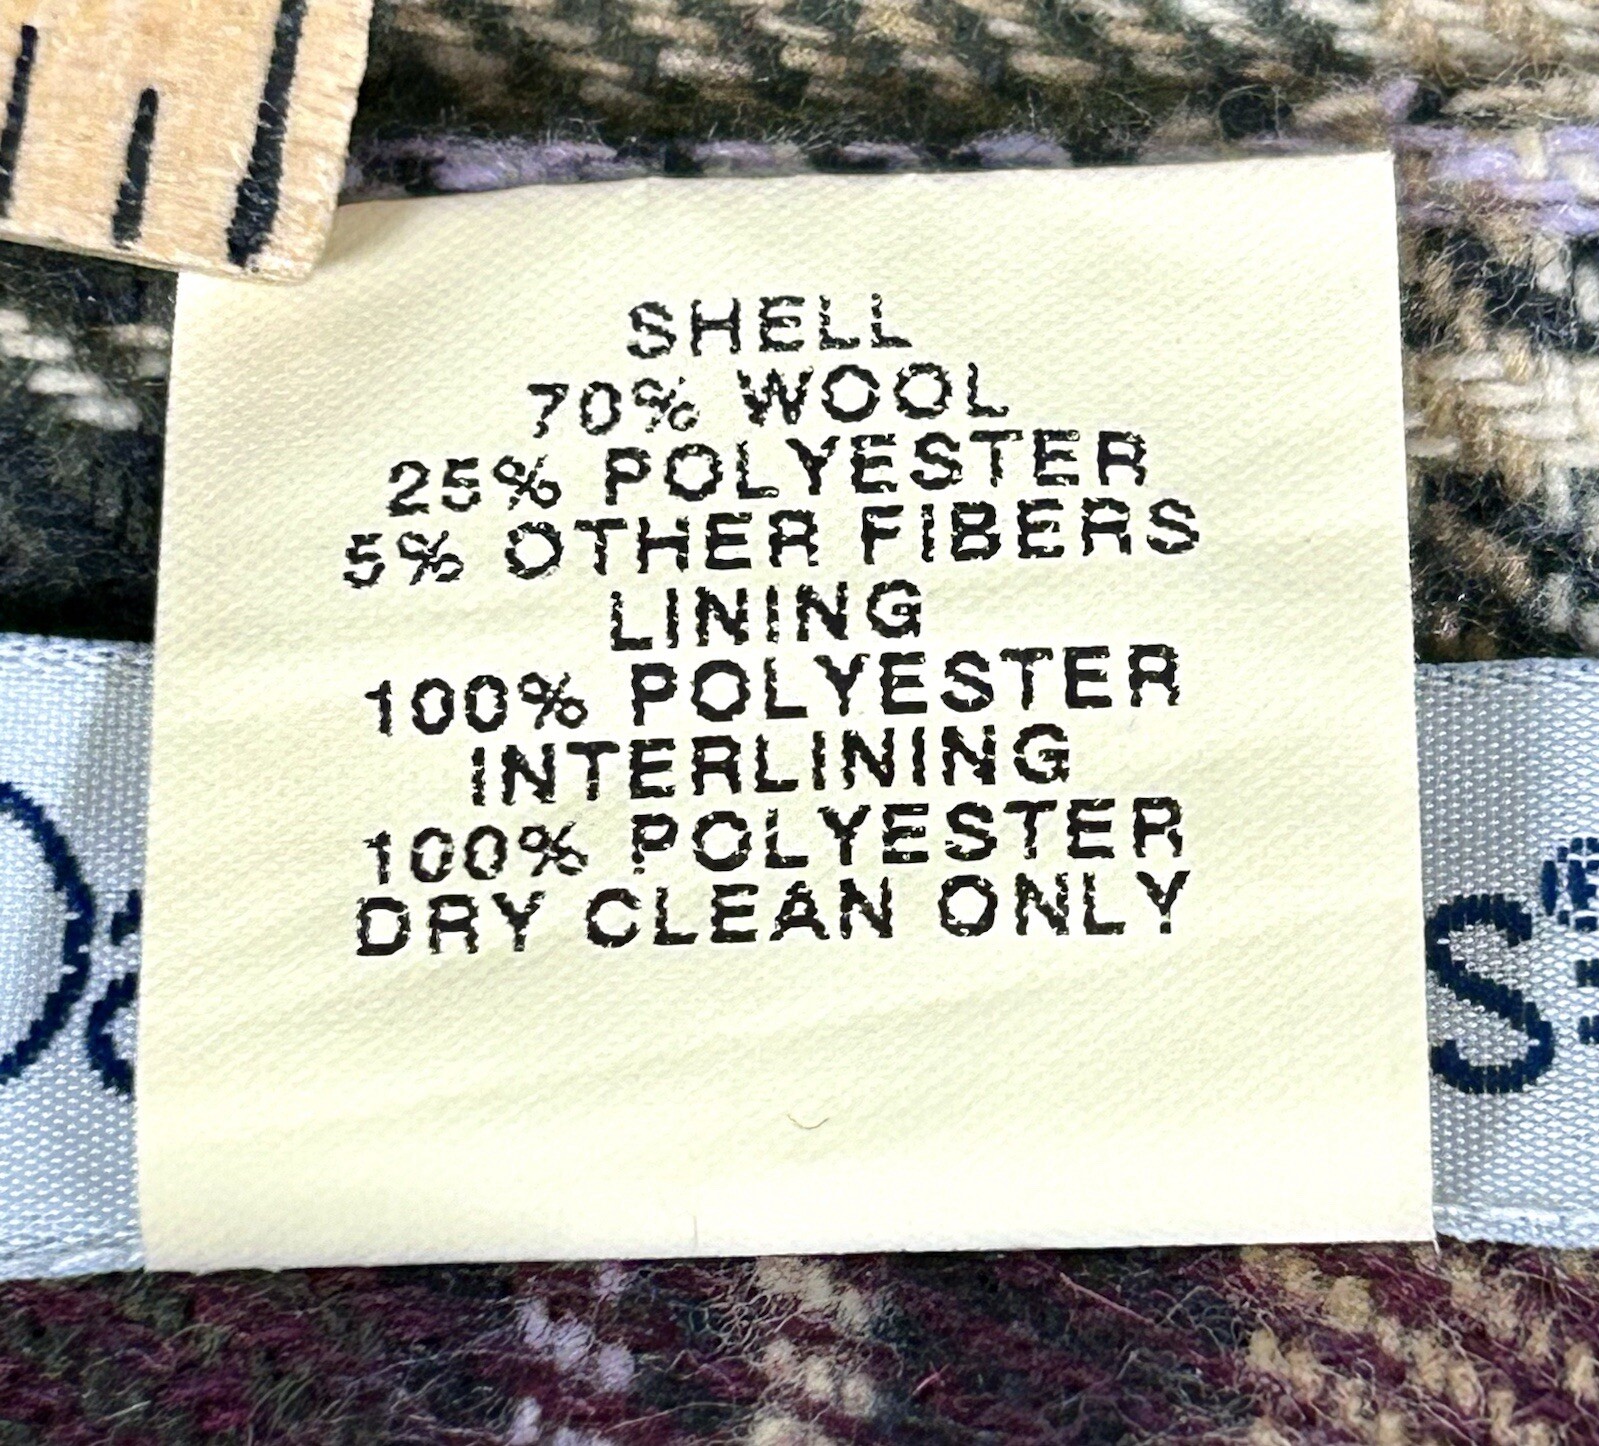 SHELL
70% WOOL
25% POLYESTER
5% OTHER FIBERS
LINING
100% POLYESTER
INTERLINING
100% POLYESTER
DRY CLEAN ONLY